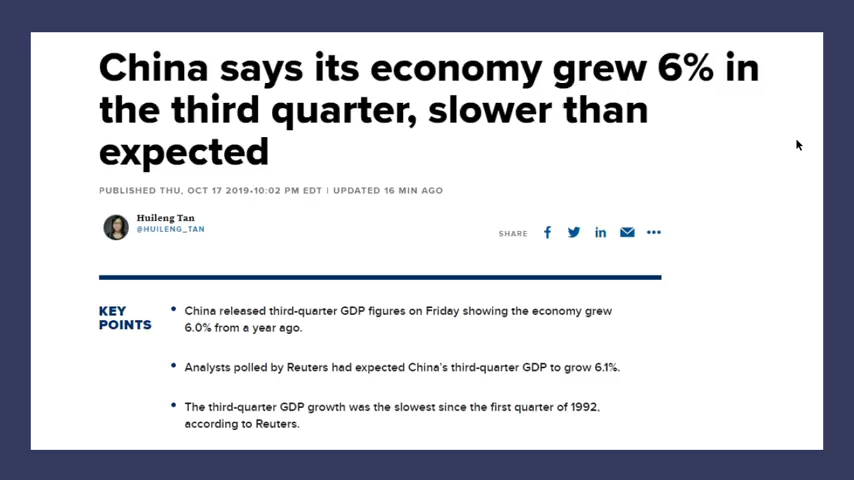 China says its economy grew 6% in
the third quarter, slower than
expected
PUBLISHED THU, OCT 17 2019•10:02 PM EDT | UPDATED 16 MIN AGO
Huileng Tan
@HUILENG_TAN
SHARE
KEY
POINTS
• China released third-quarter GDP figures on Friday showing the economy grew
6.0% from a year ago.
• Analysts polled by Reuters had expected China's third-quarter GDP to grow 6.1%.
• The third-quarter GDP growth was the slowest since the first quarter of 1992,
according to Reuters.